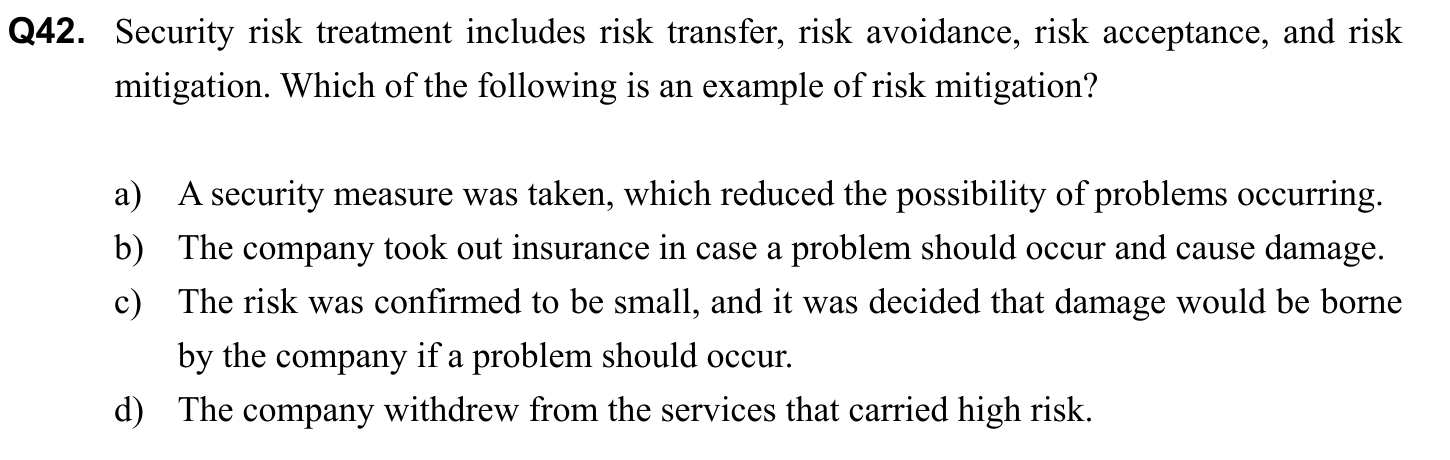 Q42. Security risk treatment includes risk transfer, risk avoidance, risk acceptance, and risk
mitigation. Which of the following is an example of risk mitigation?
a) A security measure was taken, which reduced the possibility of problems occurring.
b) The company took out insurance in case a problem should occur and cause damage.
c) The risk was confirmed to be small, and it was decided that damage would be borne
by the company if a problem should occur.
d) The company withdrew from the services that carried high risk.